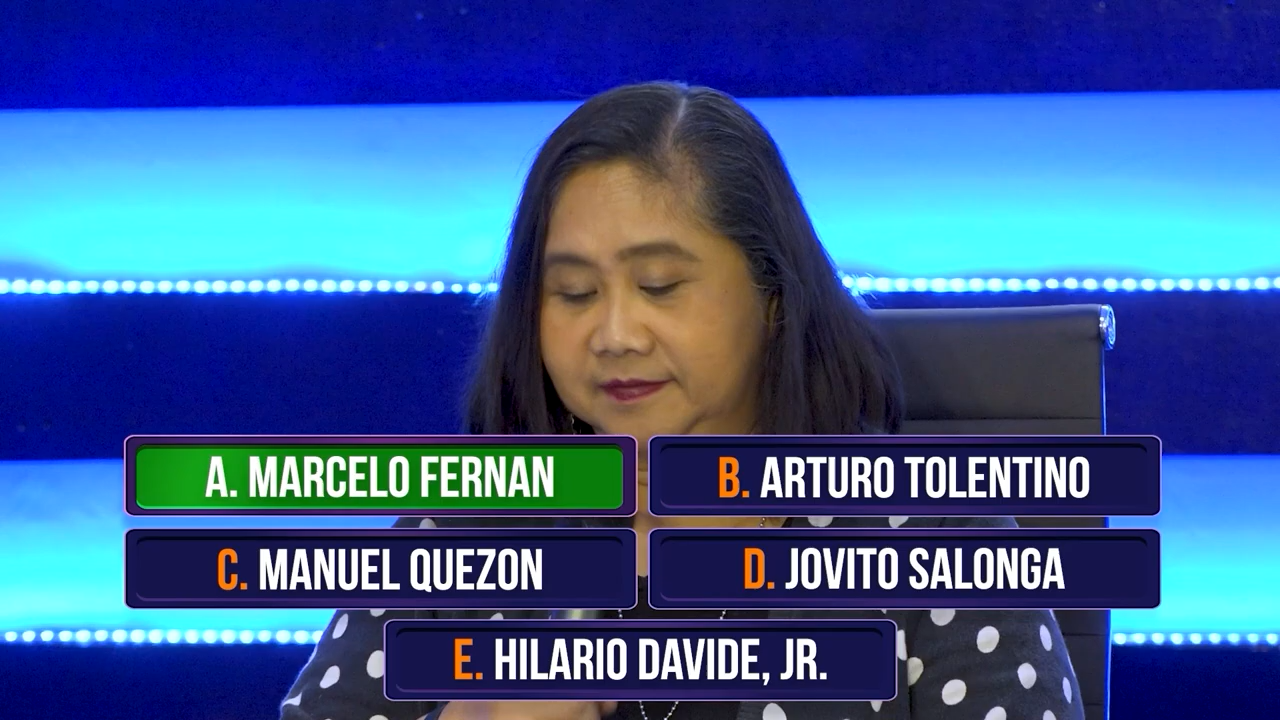 A. MARCELO FERNAN
B. ARTURO TOLENTINO
C. MANUEL QUEZON
D. JOVITO SALONGA
E. HILARIO DAVIDE, JR.